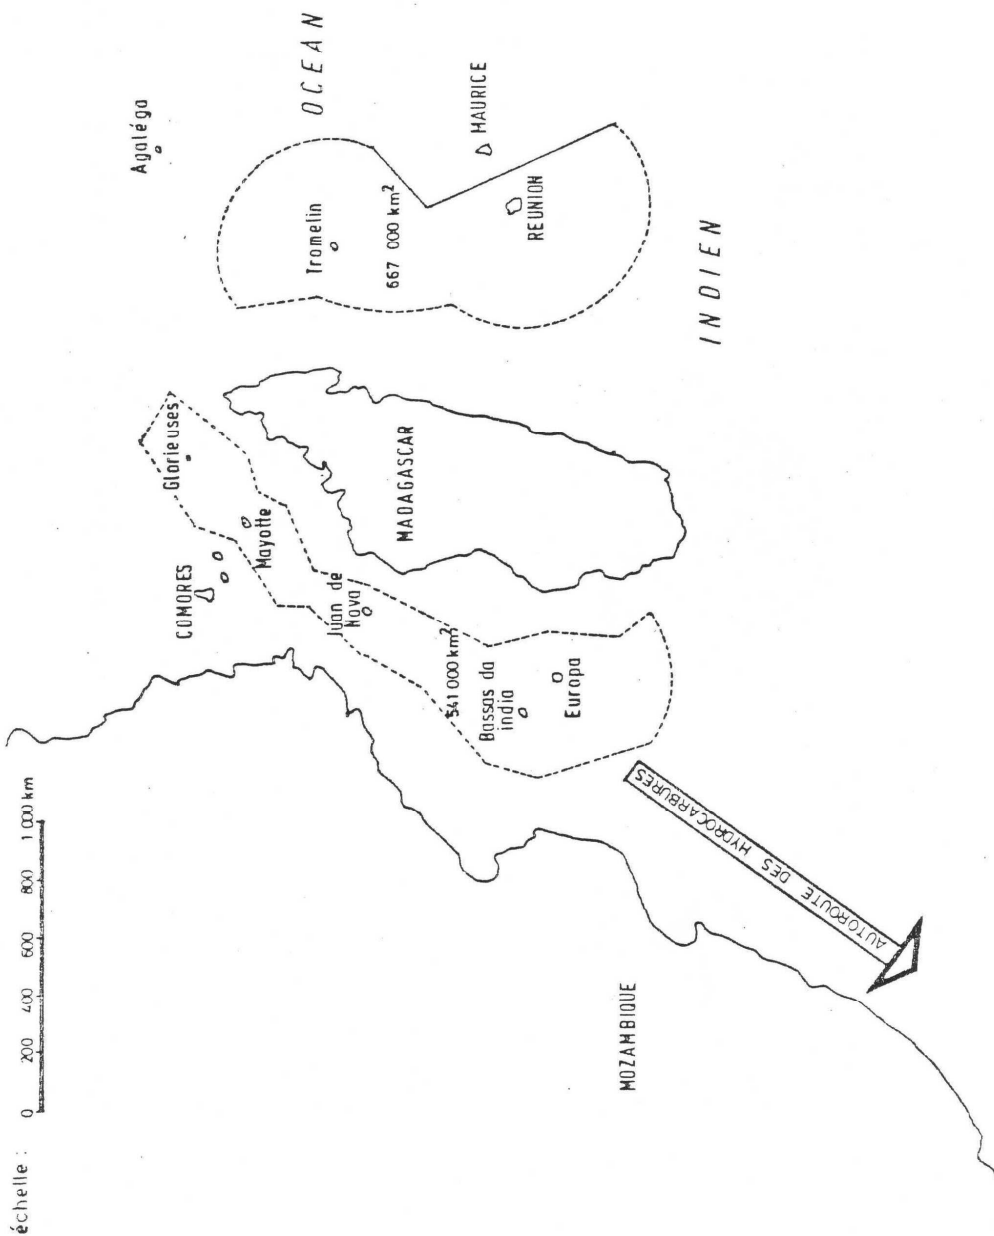 échelle :
0 200 400 600 800 1 000 km
Agaléga
OCEAN
Tromelin
667 000 km²
MAURICE
REUNION
INDIEN
Glorieuses
COMORES
Mayotte
MADAGASCAR
Juan de
Nova
541 000 km²
Bassas da
india
Europa
AUTOROUTE DES HYDROCARBURES
MOZAMBIQUE